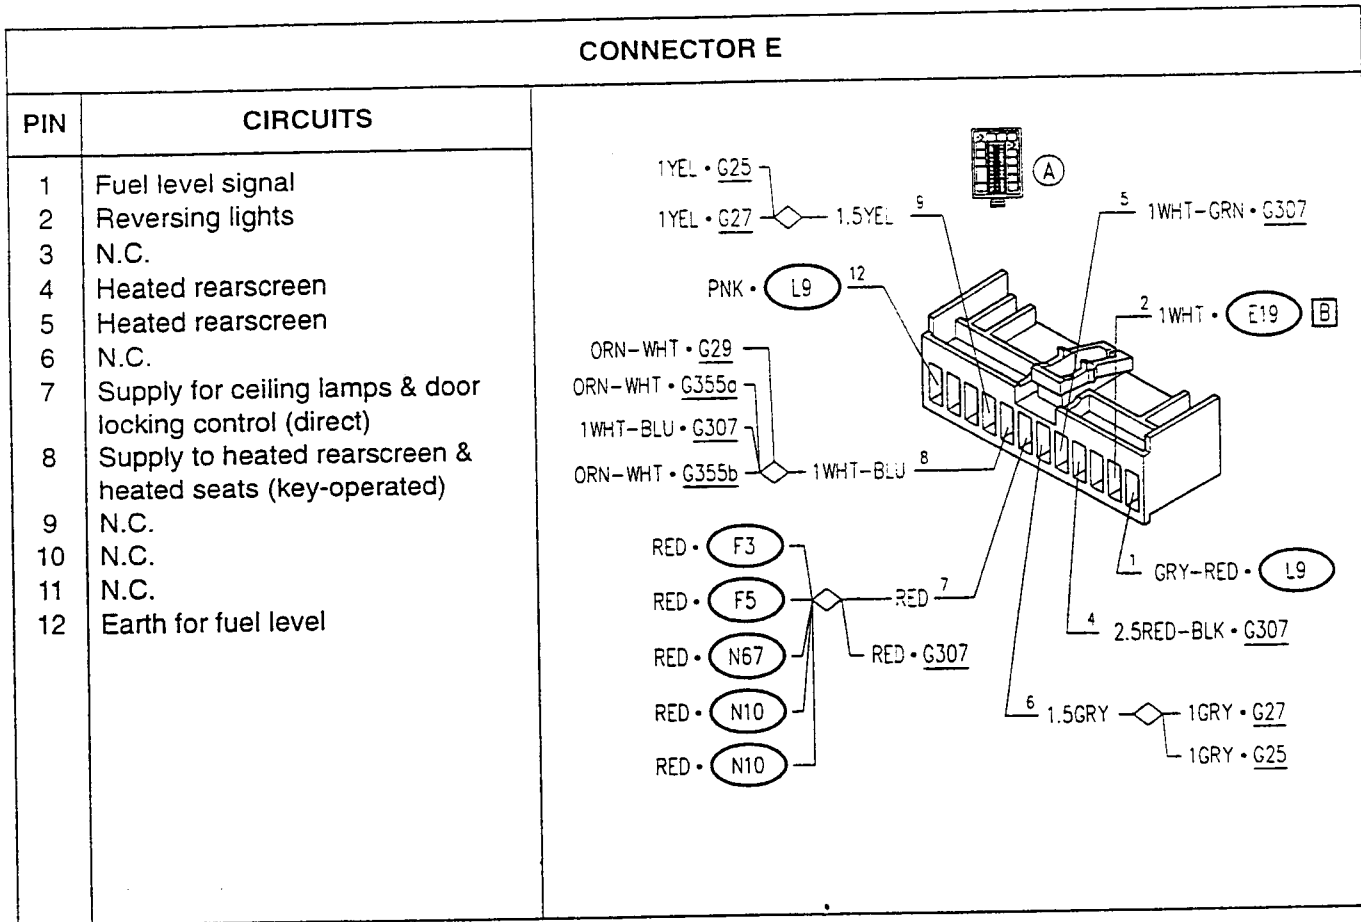 CONNECTOR E
PIN CIRCUITS
1 Fuel level signal
2 Reversing lights
3 N.C.
4 Heated rearscreen
5 Heated rearscreen
6 N.C.
7 Supply for ceiling lamps & door
locking control (direct)
8 Supply to heated rearscreen &
heated seats (key-operated)
9 N.C.
10 N.C.
11 N.C.
12 Earth for fuel level
A
1YEL • G25
1YEL • G27 1.5YEL 9
5 1WHT-GRN • G307
PNK • L9 12
2 1WHT • E19 B
ORN-WHT • G29
ORN-WHT • G355a
1WHT-BLU • G307
ORN-WHT • G355b 1WHT-BLU 8
RED • F3
RED • F5 RED 7
RED • N67 RED • G307
RED • N10
RED • N10
1 GRY-RED • L9
4 2.5RED-BLK • G307
6 1.5GRY 1GRY • G27
1GRY • G25